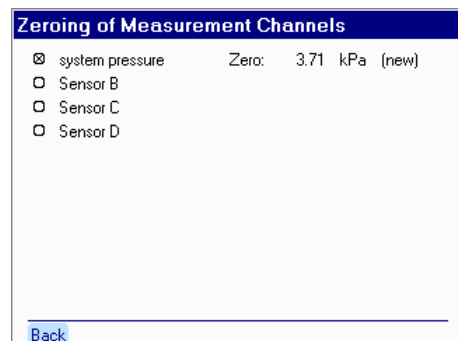 Zeroing of Measurement Channels
system pressure Zero: 3.71 kPa (new)
Sensor B
Sensor C
Sensor D
Back